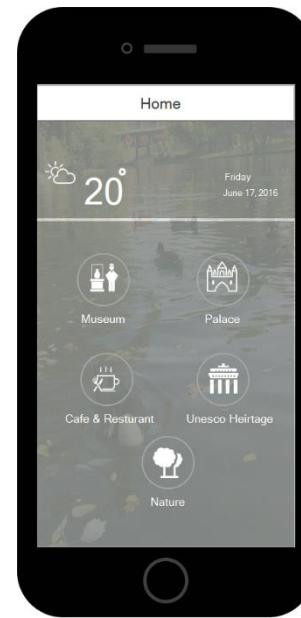 Home
20°
Friday
June 17, 2016
Museum
Palace
Cafe & Resturant
Unesco Heirtage
Nature